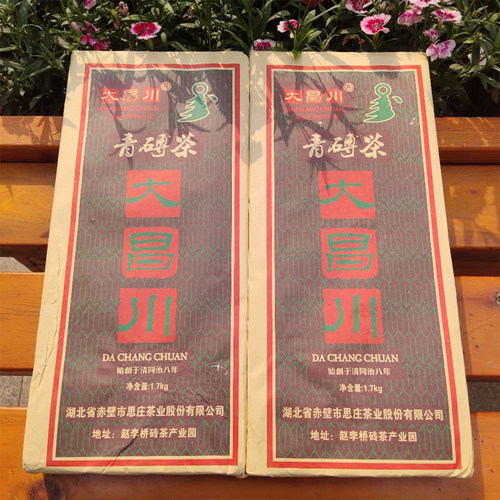 大昌川®
青磚茶
大
昌
川
DA CHANG CHUAN
始創于清同治八年
净含量:1.7kg
湖北省赤壁市思庄茶业股份有限公司
地址: 赵李桥砖茶产业园
大昌川®
青磚茶
大
昌
川
DA CHANG CHUAN
始創于清同治八年
净含量:1.7kg
湖北省赤壁市思庄茶业股份有限公司
地址: 赵李桥砖茶产业园